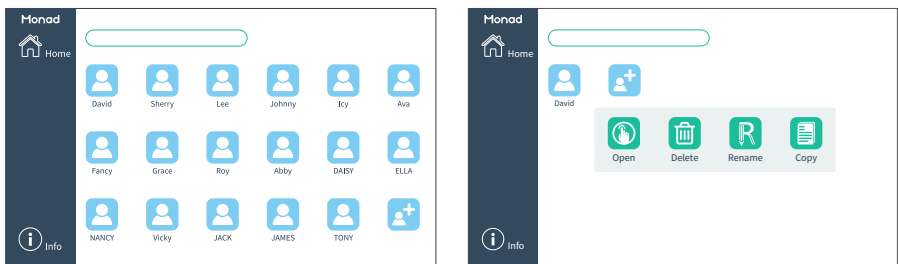 Monad
Home
David Sherry Lee Johnny Icy Ava
Fancy Grace Roy Abby DAISY ELLA
NANCY Vicky JACK JAMES TONY
Info
Monad
Home
David
Open Delete Rename Copy
Info